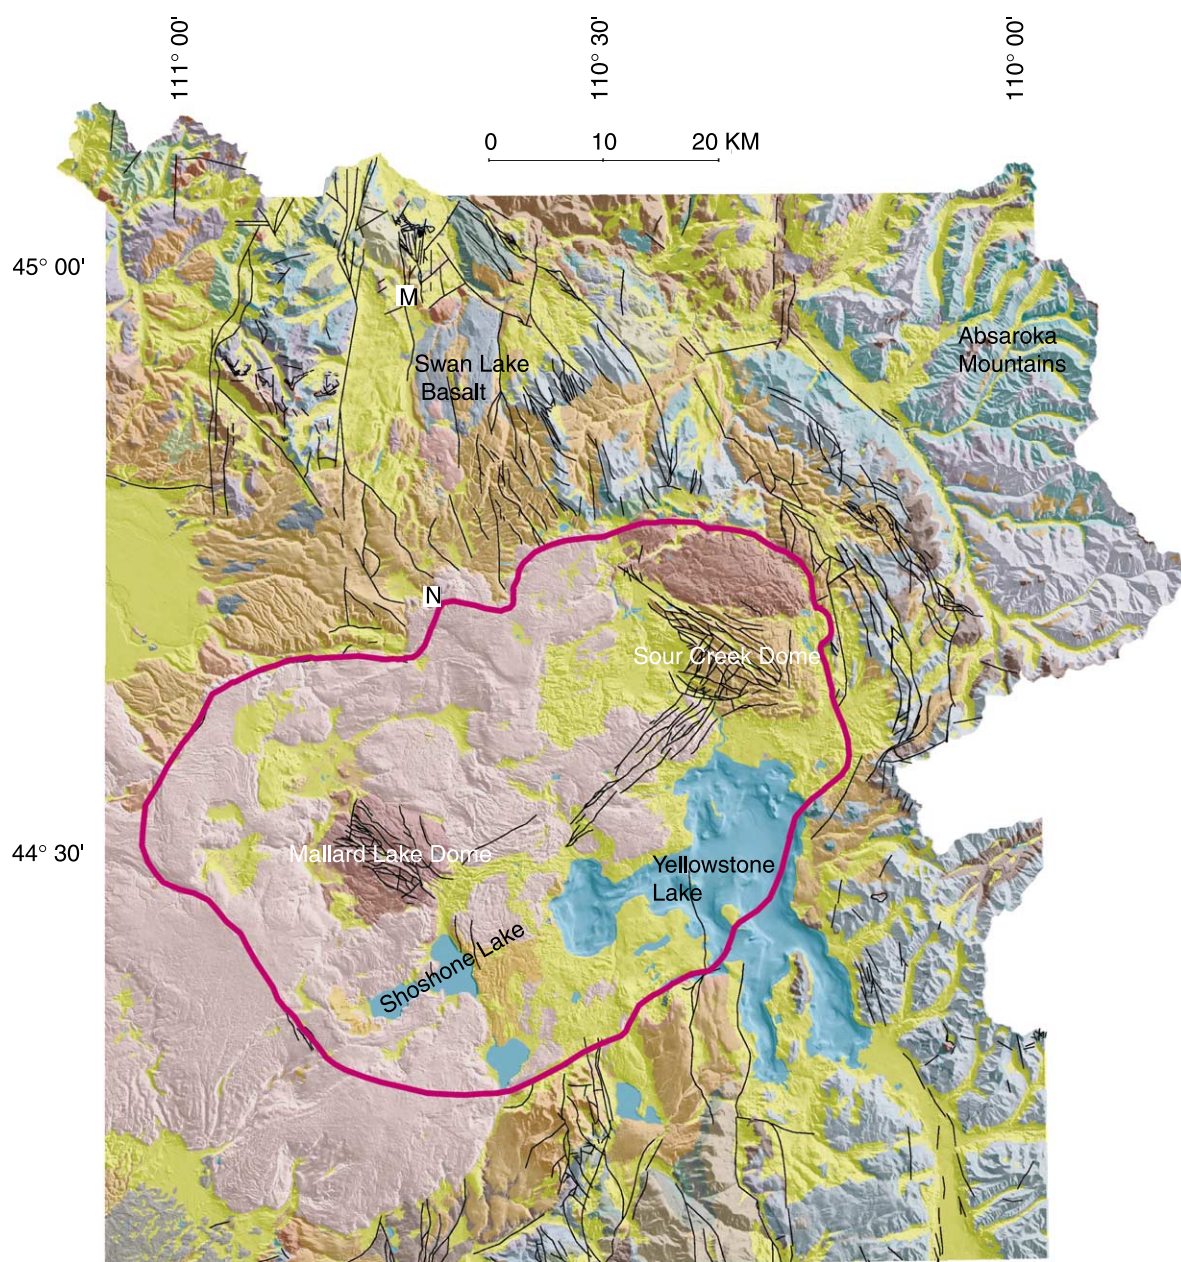 111° 00'
110° 30'
110° 00'
0 10 20 KM
45° 00'
M
Absaroka
Mountains
Swan Lake
Basalt
N
Sour Creek Dome
44° 30'
Mallard Lake Dome
Yellowstone
Lake
Shoshone Lake